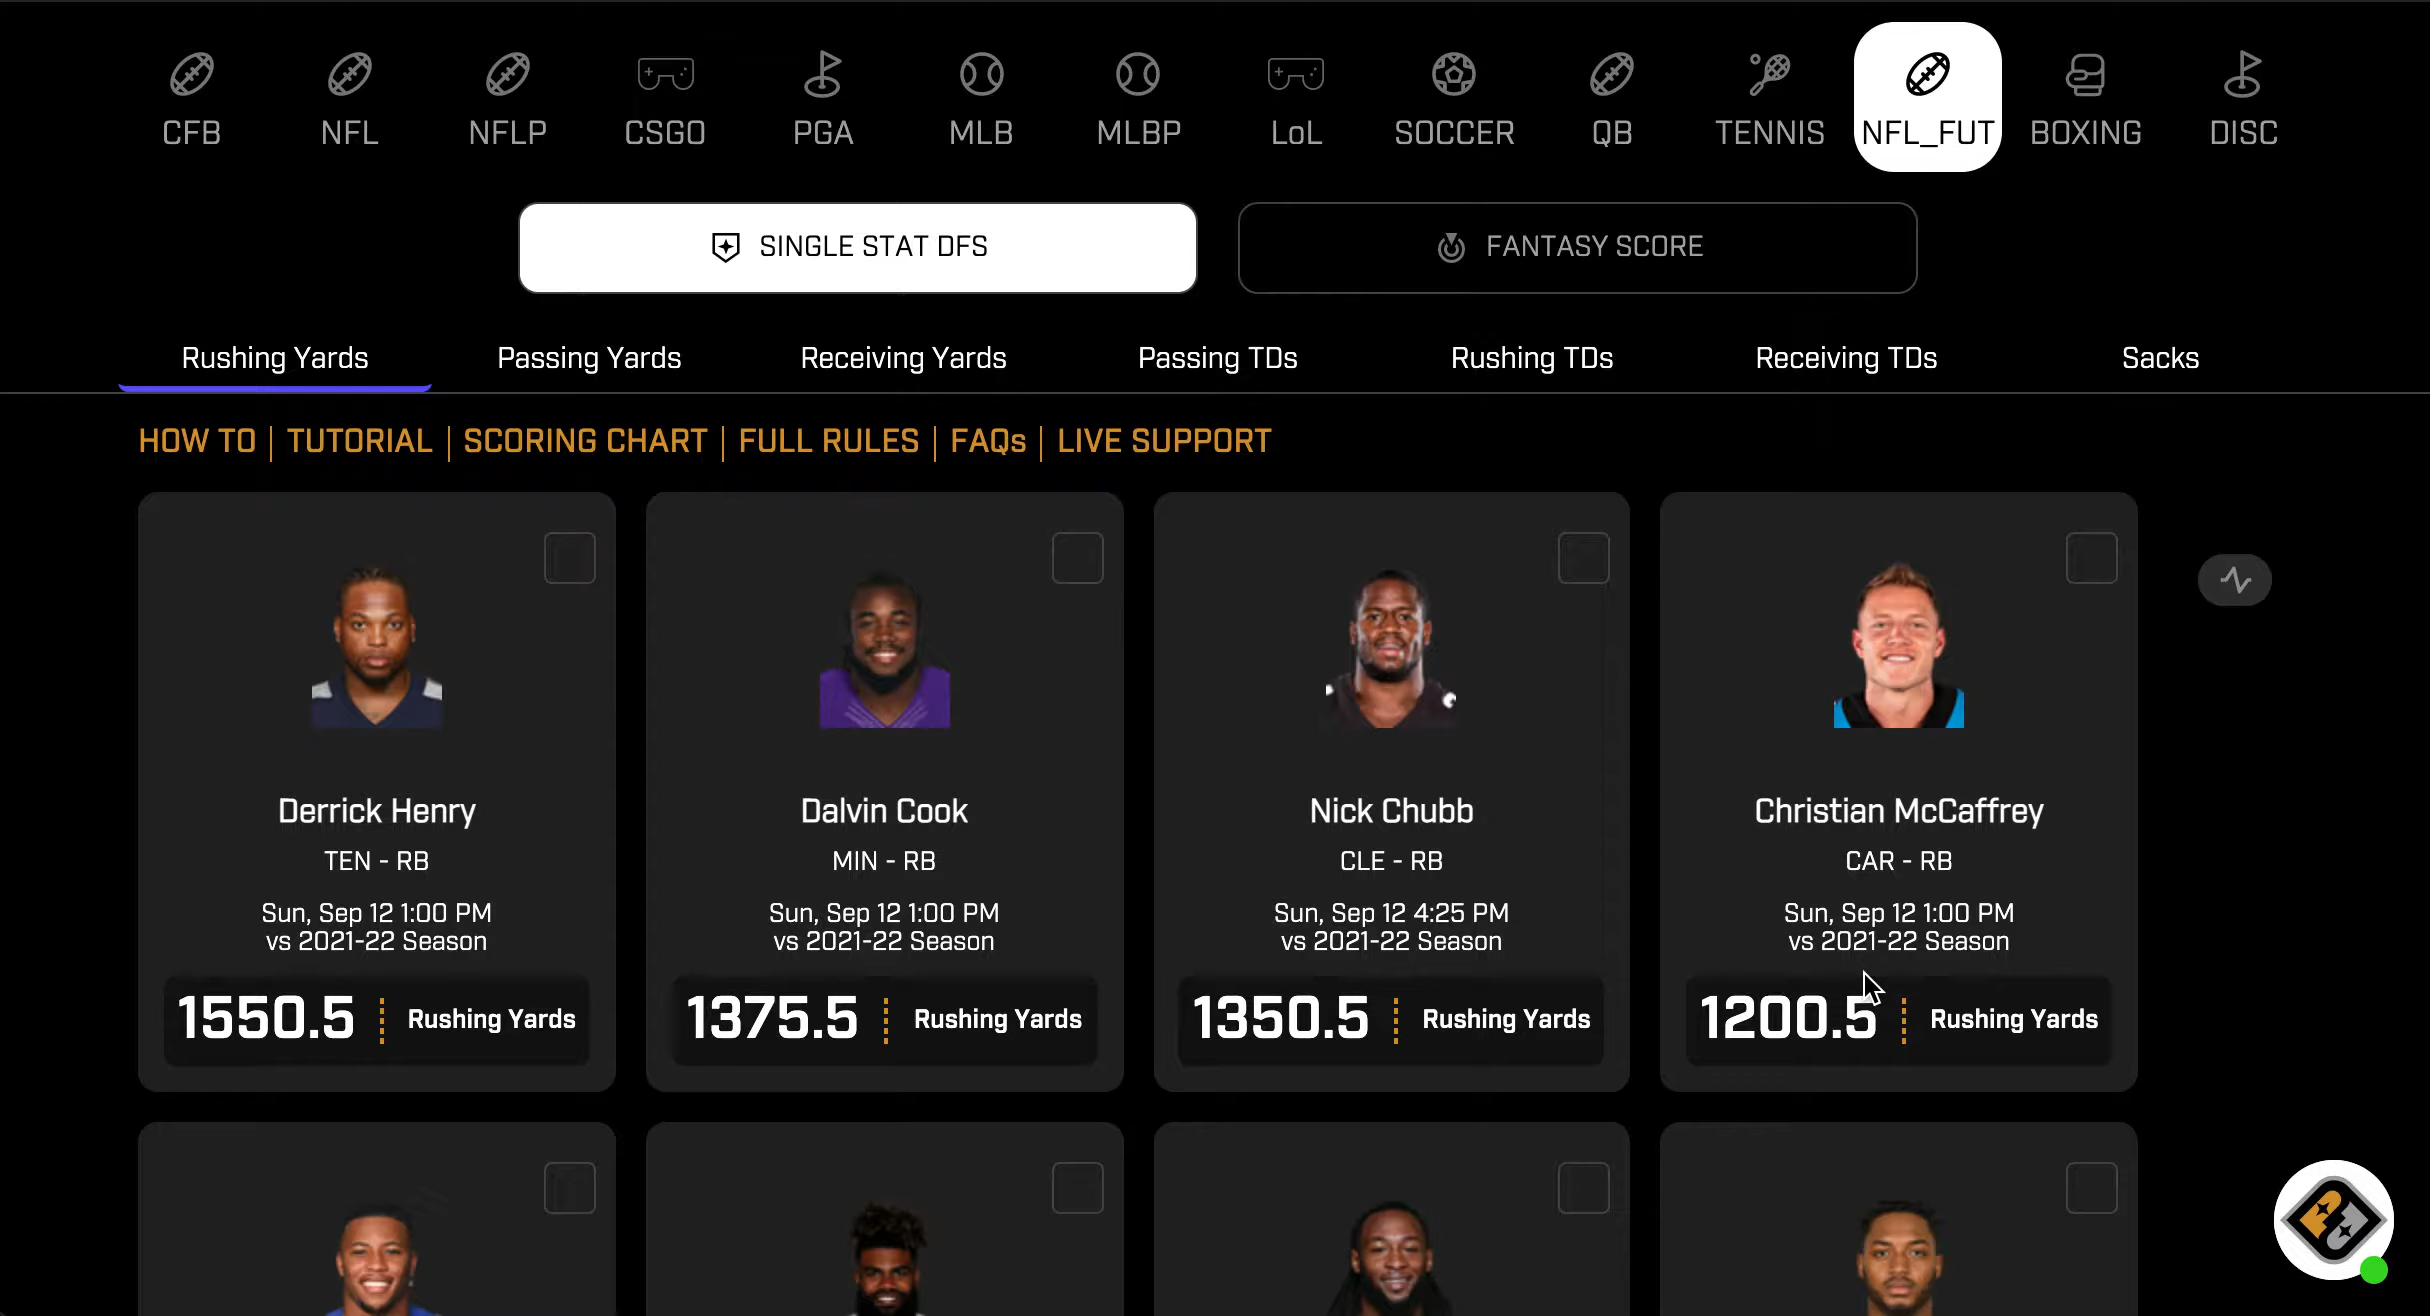 CFB NFL NFLP CSGO PGA MLB MLBP LoL SOCCER QB TENNIS NFL_FUT BOXING DISC
SINGLE STAT DFS FANTASY SCORE
Rushing Yards Passing Yards Receiving Yards Passing TDs Rushing TDs Receiving TDs Sacks
HOW TO | TUTORIAL | SCORING CHART | FULL RULES | FAQs | LIVE SUPPORT
Derrick Henry
TEN - RB
Sun, Sep 12 1:00 PM
vs 2021-22 Season
1550.5 Rushing Yards
Dalvin Cook
MIN - RB
Sun, Sep 12 1:00 PM
vs 2021-22 Season
1375.5 Rushing Yards
Nick Chubb
CLE - RB
Sun, Sep 12 4:25 PM
vs 2021-22 Season
1350.5 Rushing Yards
Christian McCaffrey
CAR - RB
Sun, Sep 12 1:00 PM
vs 2021-22 Season
1200.5 Rushing Yards